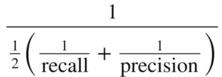 1
1/2 ( 1/recall + 1/precision )